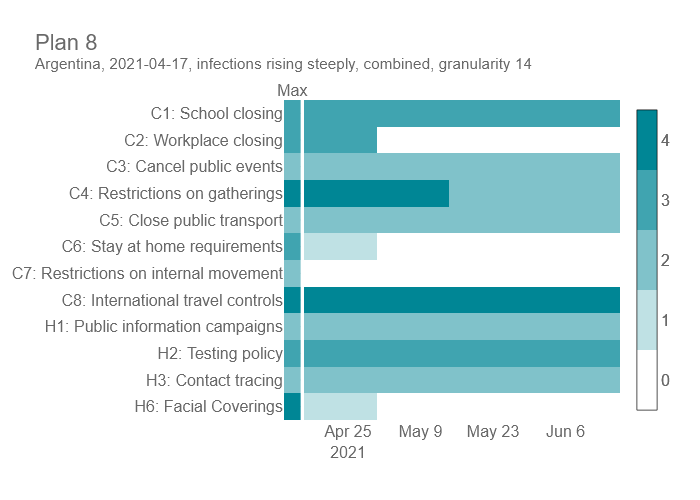 Plan 8
Argentina, 2021-04-17, infections rising steeply, combined, granularity 14
Max
C1: School closing
C2: Workplace closing
C3: Cancel public events
C4: Restrictions on gatherings
C5: Close public transport
C6: Stay at home requirements
C7: Restrictions on internal movement
C8: International travel controls
H1: Public information campaigns
H2: Testing policy
H3: Contact tracing
H6: Facial Coverings
Apr 25 May 9 May 23 Jun 6
2021
4
3
2
1
0